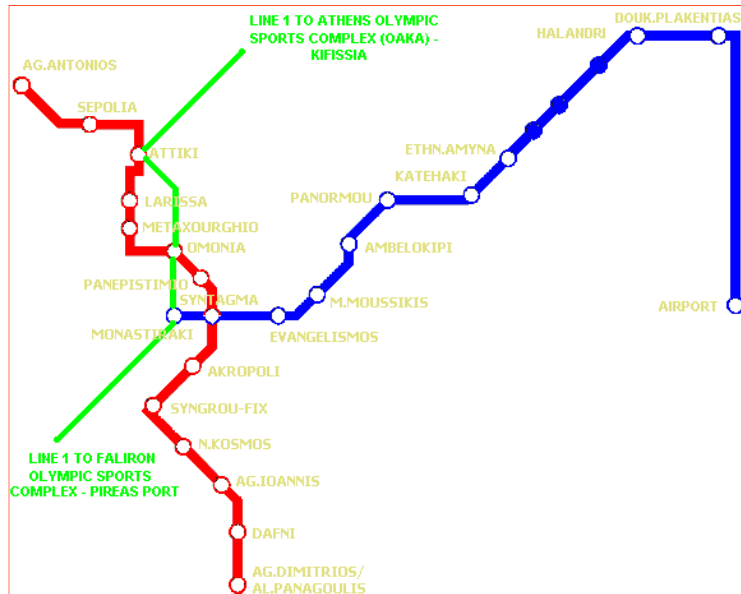 DOUK.PLAKENTIAS
LINE 1 TO ATHENS OLYMPIC
SPORTS COMPLEX (OAKA) -
KIFISSIA
HALANDRI
AG.ANTONIOS
SEPOLIA
ATTIKI
ETHN.AMYNA
KATEHAKI
LARISSA
PANORMOU
METAXOURGHIO
OMONIA
AMBELOKIPI
PANEPISTIMIO
SYNTAGMA
M.MOUSSIKIS
AIRPORT
MONASTIRAKI
EVANGELISMOS
AKROPOLI
SYNGROU-FIX
N.KOSMOS
LINE 1 TO FALIRON
OLYMPIC SPORTS
COMPLEX - PIREAS PORT
AG.IOANNIS
DAFNI
AG.DIMITRIOS/
AL.PANAGOULIS